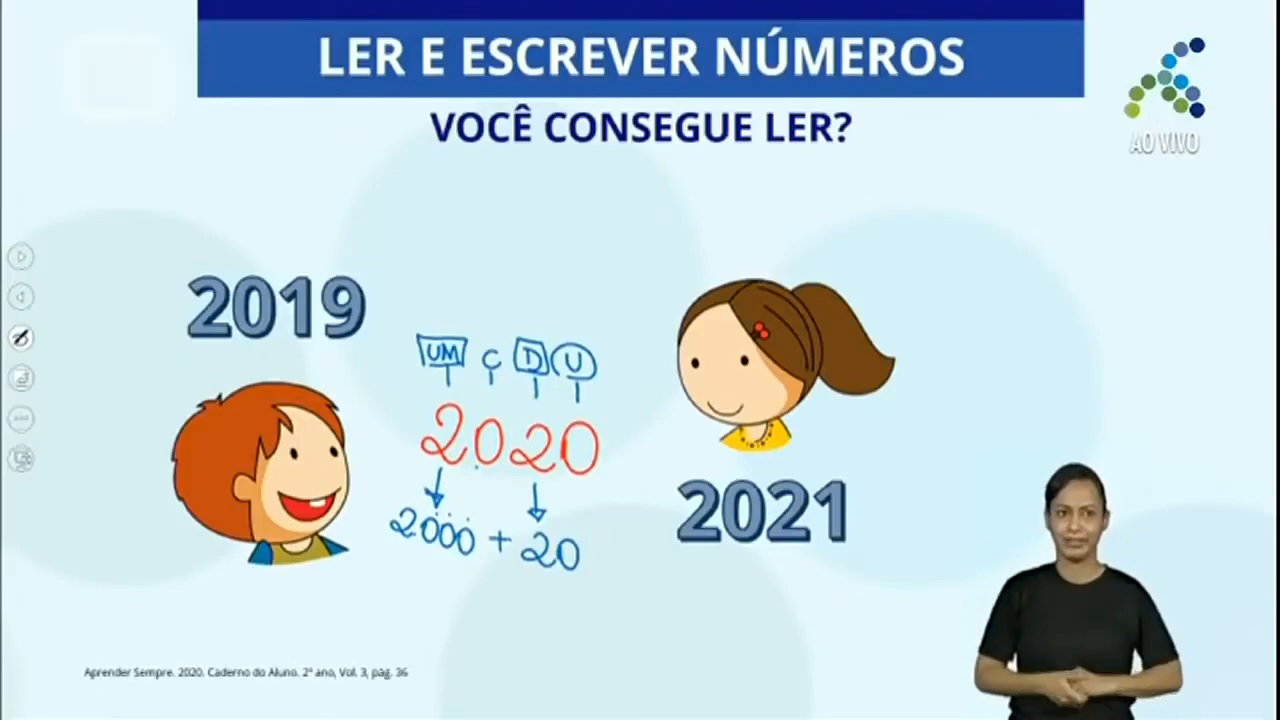 LER E ESCREVER NÚMEROS
VOCÊ CONSEGUE LER?
AO VIVO
2019
UM C D U
2020
2000 + 20
2021
Aprender Sempre. 2020. Caderno do Aluno. 2º ano, Vol. 3, pág. 36